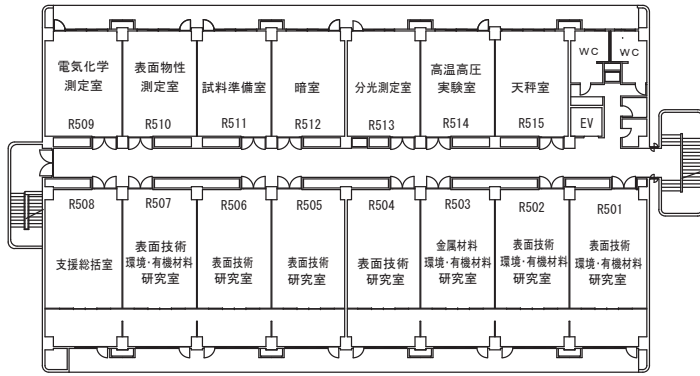 電気化学
測定室
R509
表面物性
測定室
R510
試料準備室
R511
暗室
R512
分光測定室
R513
高温高圧
実験室
R514
天秤室
R515
WC
WC
EV
R508
支援総括室
R507
表面技術
環境・有機材料
研究室
R506
表面技術
研究室
R505
表面技術
研究室
R504
表面技術
研究室
R503
金属材料
環境・有機材料
研究室
R502
表面技術
環境・有機材料
研究室
R501
表面技術
環境・有機材料
研究室